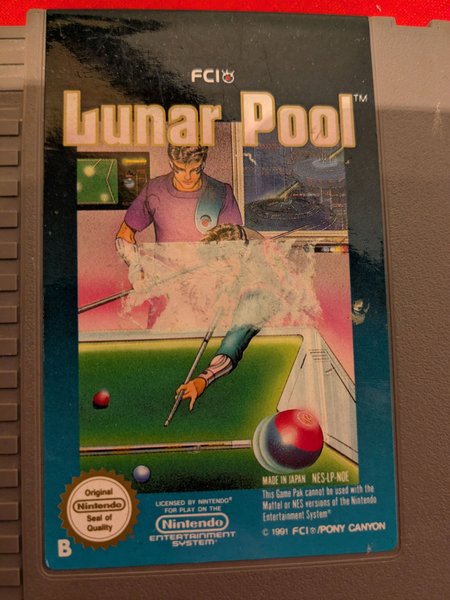 FCI
Lunar Pool™
MADE IN JAPAN NES-LP-NOE
This Game Pak cannot be used with the
Mattel or NES versions of the Nintendo
Entertainment System®
© 1991 FCI /PONY CANYON
Original
Nintendo
Seal of
Quality
B
LICENSED BY NINTENDO®
FOR PLAY ON THE
Nintendo
ENTERTAINMENT
SYSTEM™